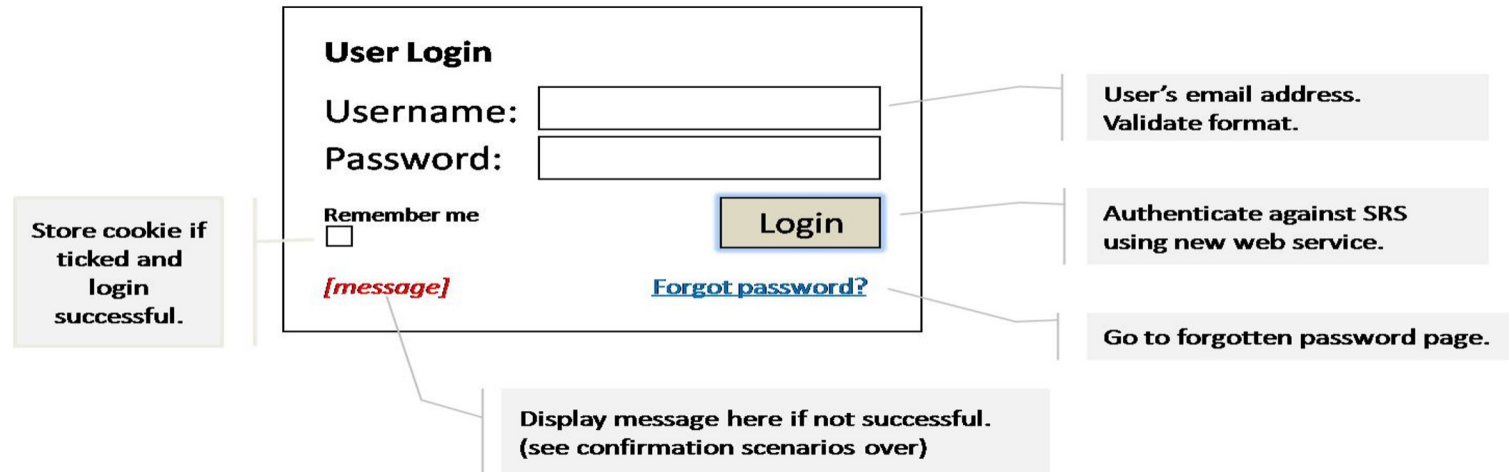 User Login
Username:
Password:
Remember me
Login
[message]
Forgot password?
User's email address.
Validate format.
Authenticate against SRS
using new web service.
Go to forgotten password page.
Store cookie if
ticked and
login
successful.
Display message here if not successful.
(see confirmation scenarios over)